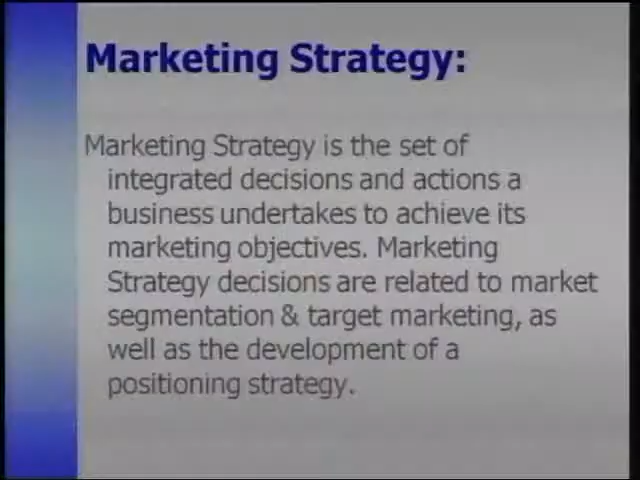 Marketing Strategy:
Marketing Strategy is the set of
integrated decisions and actions a
business undertakes to achieve its
marketing objectives. Marketing
Strategy decisions are related to market
segmentation & target marketing, as
well as the development of a
positioning strategy.